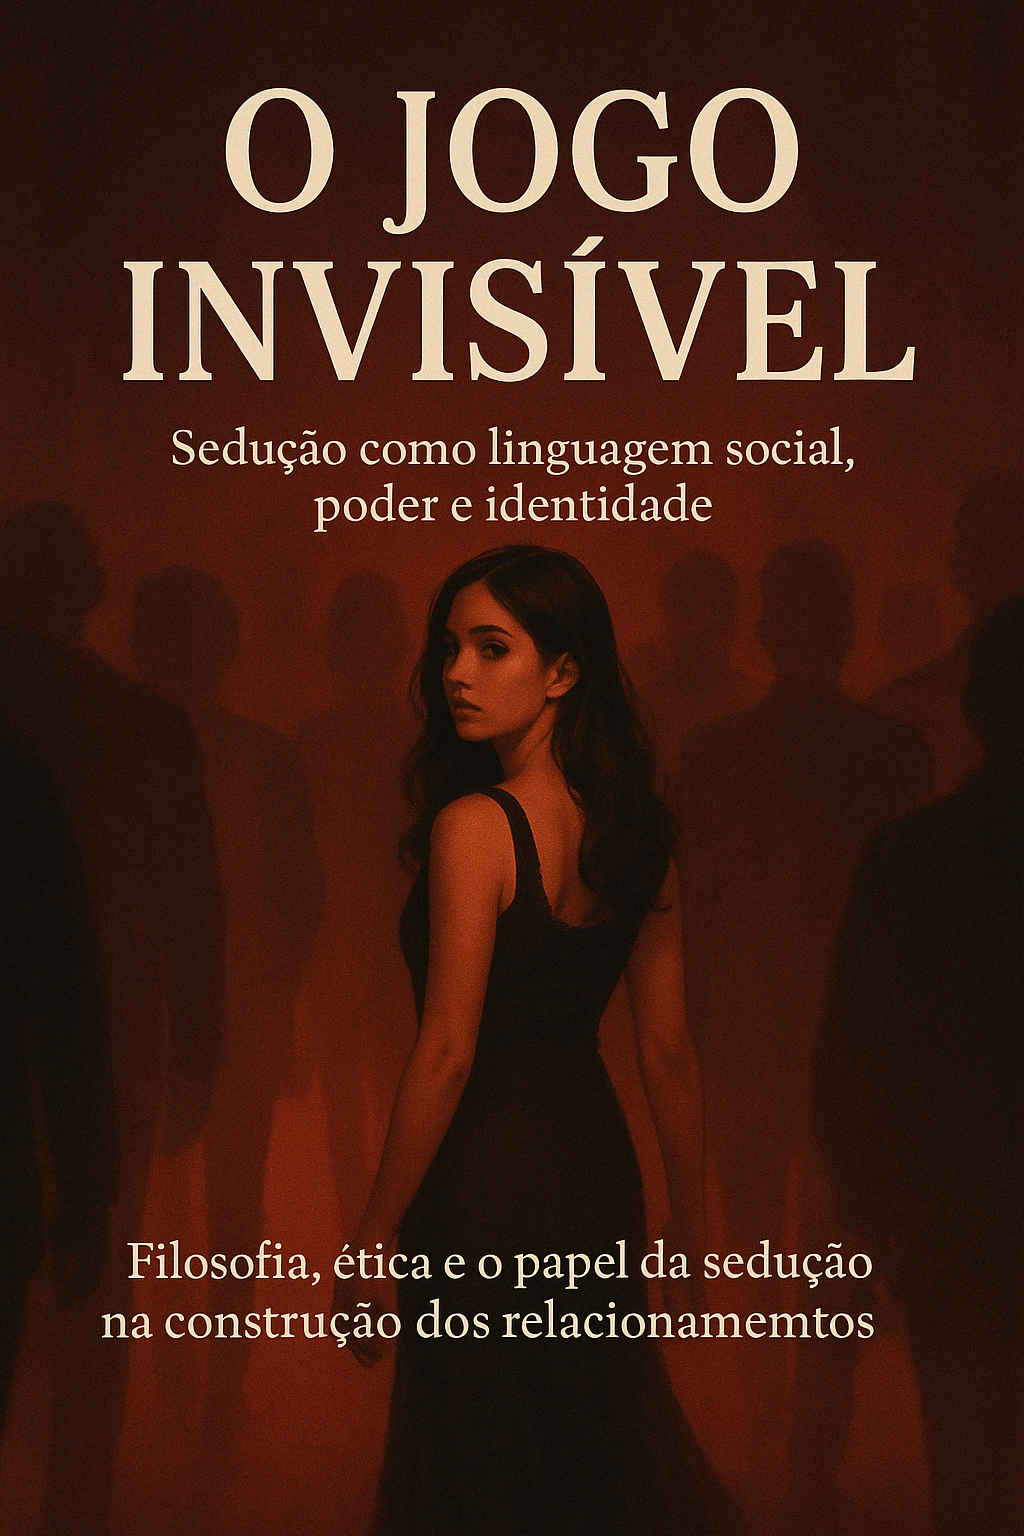 O JOGO
INVISÍVEL
Sedução como linguagem social,
poder e identidade
Filosofia, ética e o papel da sedução
na construção dos relacionamemtos